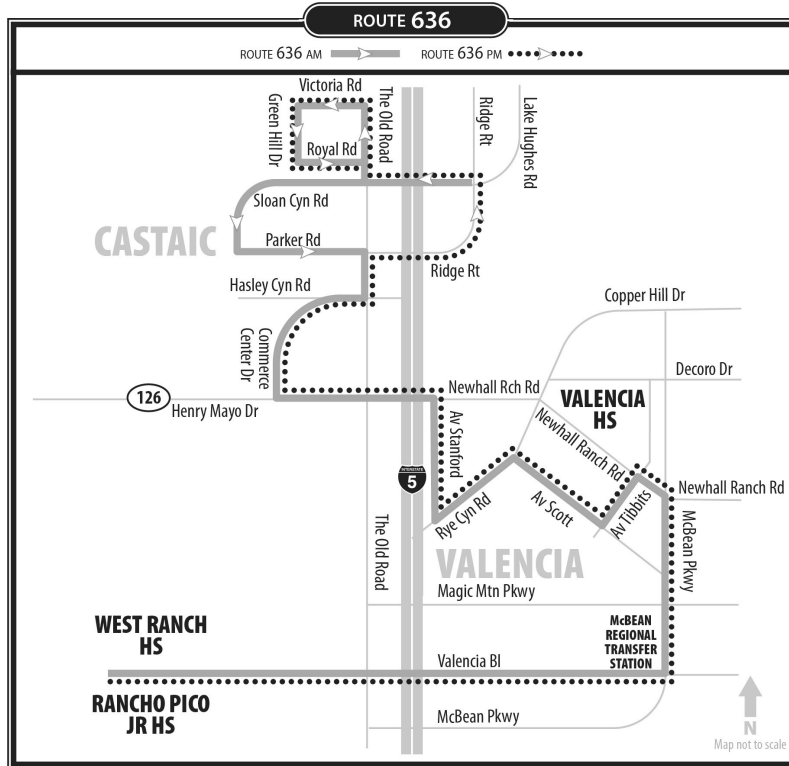 ROUTE 636
ROUTE 636 AM
ROUTE 636 PM
Victoria Rd
Green Hill Dr
Royal Rd
The Old Road
Ridge Rt
Lake Hughes Rd
Sloan Cyn Rd
CASTAIC
Parker Rd
Ridge Rt
Hasley Cyn Rd
Copper Hill Dr
Commerce
Center Dr
Decoro Dr
Newhall Rch Rd
VALENCIA
HS
126
Henry Mayo Dr
Av Stanford
Newhall Ranch Rd
INTERSTATE
5
Newhall Ranch Rd
Rye Cyn Rd
Av Scott
Av Tibbits
McBean Pkwy
The Old Road
VALENCIA
Magic Mtn Pkwy
WEST RANCH
HS
McBEAN
REGIONAL
TRANSFER
STATION
Valencia Bl
RANCHO PICO
JR HS
McBean Pkwy
N
Map not to scale